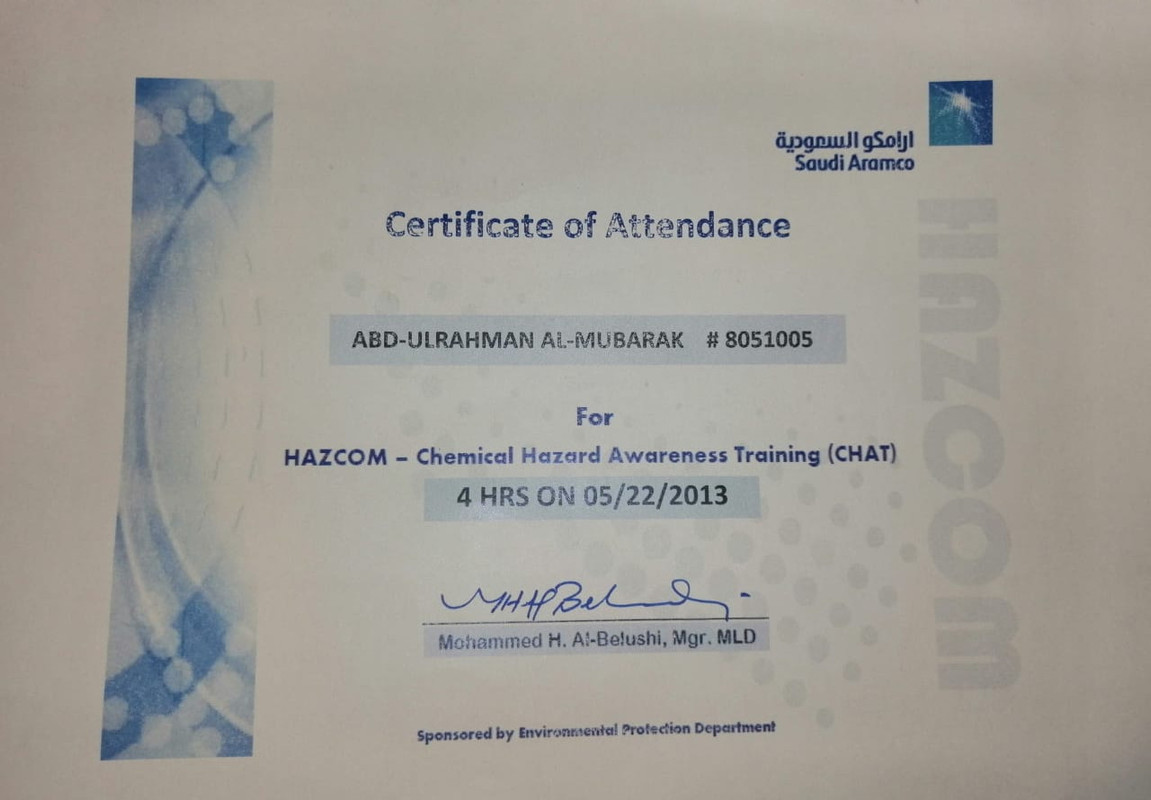 ارامكو السعودية
Saudi Aramco
Certificate of Attendance
ABD-ULRAHMAN AL-MUBARAK # 8051005
For
HAZCOM – Chemical Hazard Awareness Training (CHAT)
4 HRS ON 05/22/2013
Mohammed H. Al-Belushi, Mgr. MLD
Sponsored by Environmental Protection Department
HAZCOM